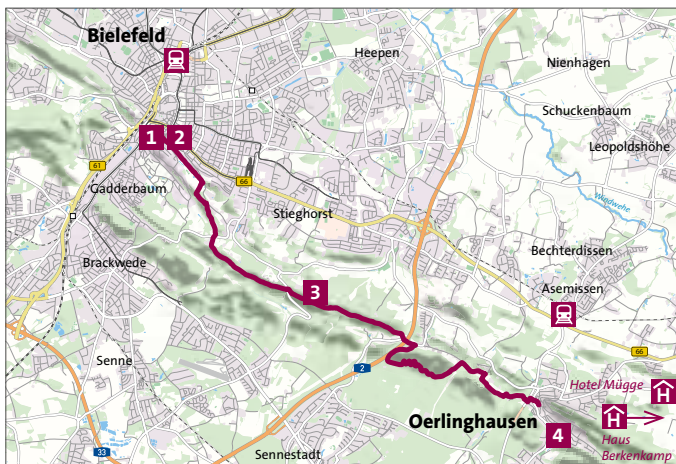 Bielefeld
Heepen
Nienhagen
Schuckenbaum
Leopoldshöhe
1 2
61
66
Gadderbaum
Windwehe
Stieghorst
Bechterdissen
Brackwede
Asemissen
3
66
Senne
2
Hotel Mügge
H
Oerlinghausen
H
4
Haus
Berkenkamp
33
Sennestadt